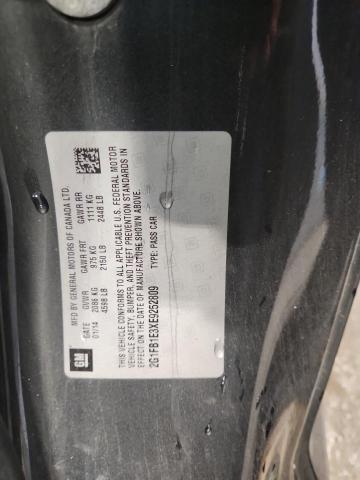 GM
MFD BY GENERAL MOTORS OF CANADA LTD.
DATE GVWR GAWR FRT GAWR RR
01/14 2086 KG 975 KG 1111 KG
4598 LB 2150 LB 2448 LB
THIS VEHICLE CONFORMS TO ALL APPLICABLE U.S. FEDERAL MOTOR
VEHICLE SAFETY, BUMPER, AND THEFT PREVENTION STANDARDS IN
EFFECT ON THE DATE OF MANUFACTURE SHOWN ABOVE.
2G1FB1E3XE9252809 TYPE: PASS CAR